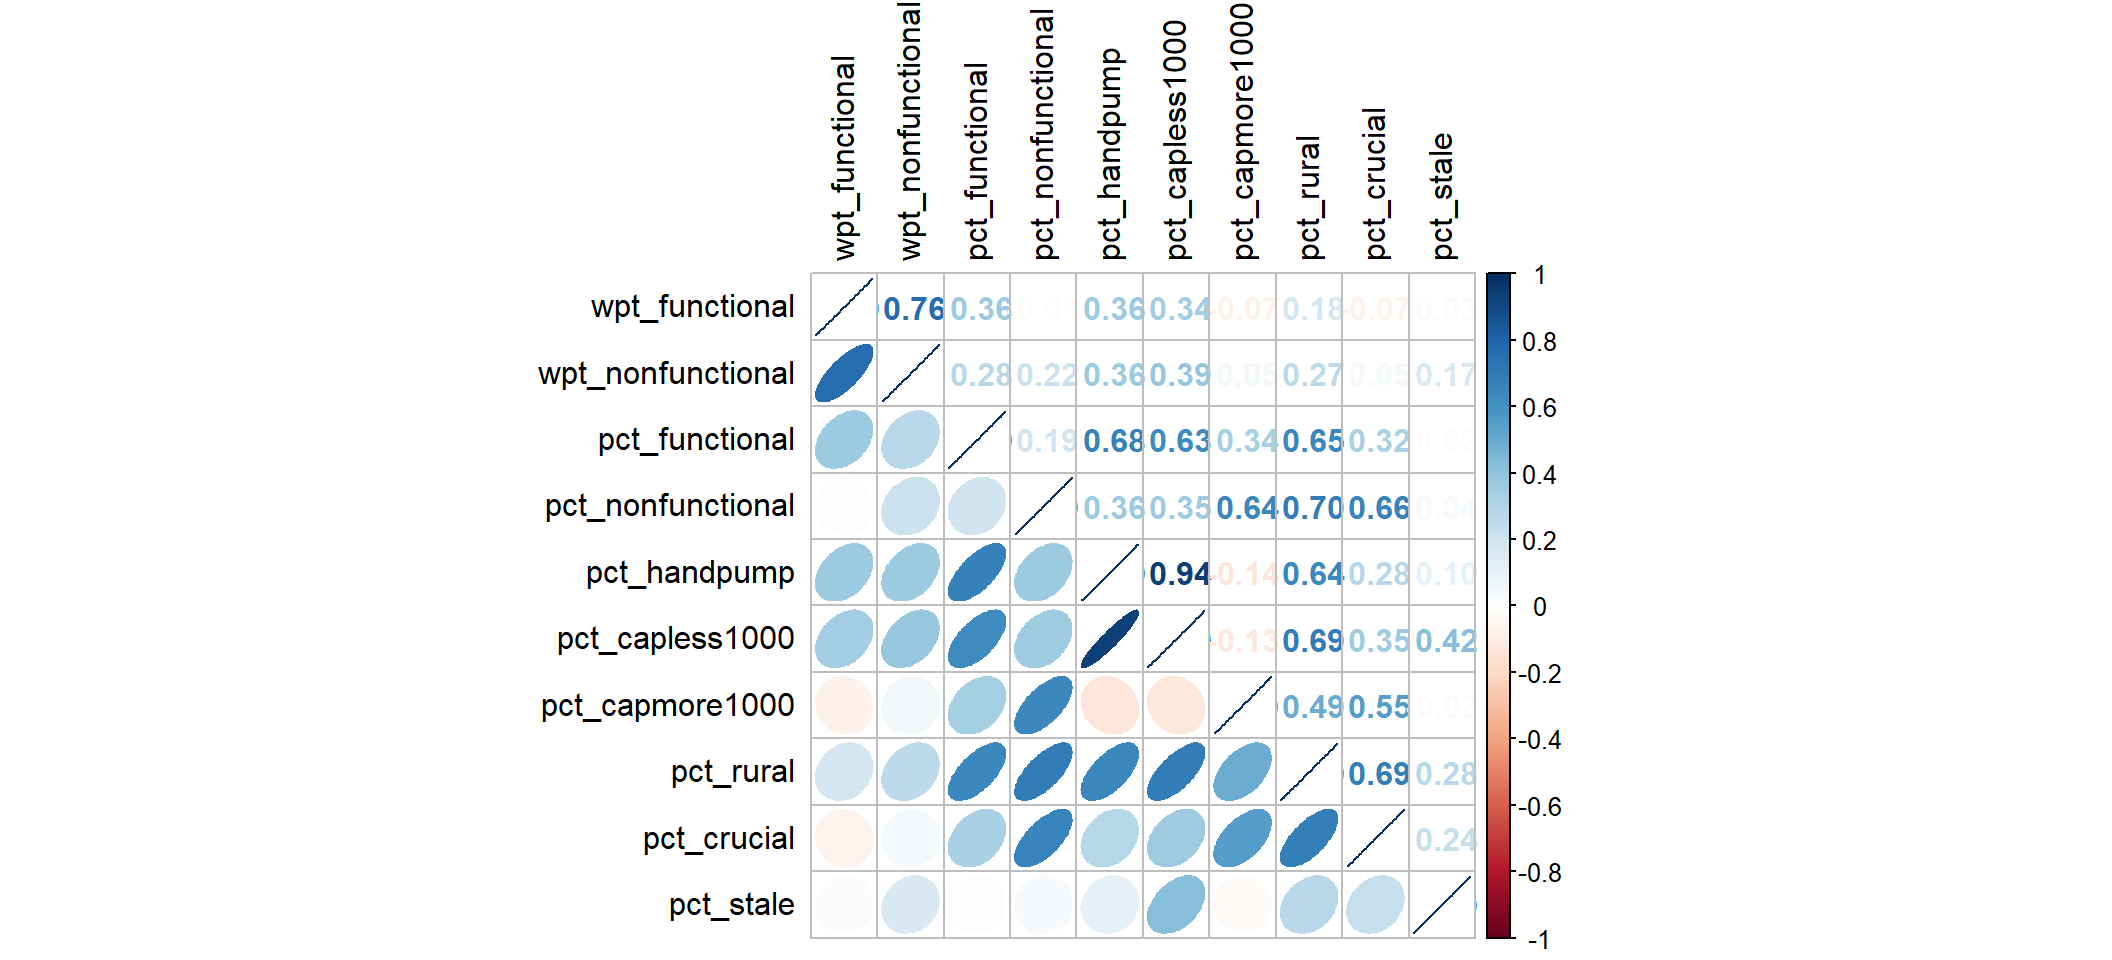 wpt_functional
wpt_nonfunctional
pct_functional
pct_nonfunctional
pct_handpump
pct_capless1000
pct_capmore1000
pct_rural
pct_crucial
pct_stale
wpt_functional 0.76 0.36 0.36 0.34 -0.07 0.18 -0.07 0.03
wpt_nonfunctional 0.28 0.22 0.36 0.39 0.05 0.27 0.05 0.17
pct_functional 0.19 0.68 0.63 0.34 0.65 0.32 0.02
pct_nonfunctional 0.36 0.35 0.64 0.70 0.66 0.04
pct_handpump 0.94 -0.14 0.64 0.28 0.10
pct_capless1000 -0.13 0.69 0.35 0.42
pct_capmore1000 0.49 0.55 -0.03
pct_rural 0.69 0.28
pct_crucial 0.24
pct_stale
1
0.8
0.6
0.4
0.2
0
-0.2
-0.4
-0.6
-0.8
-1